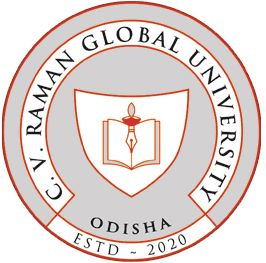 C. V. RAMAN GLOBAL UNIVERSITY
ODISHA
ESTD ~ 2020